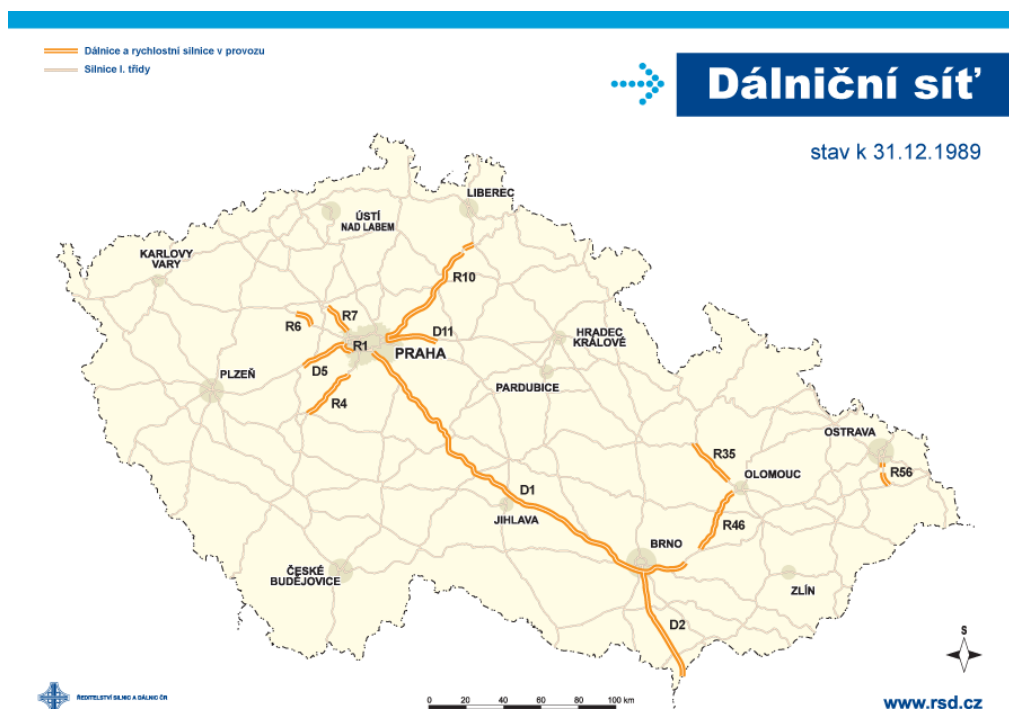 Dálnice a rychlostní silnice v provozu
Silnice I. třídy
Dálniční síť
stav k 31.12.1989
LIBEREC
ÚSTÍ
NAD LABEM
KARLOVY
VARY
R10
R7
R6
D11
HRADEC
KRÁLOVÉ
R1
PRAHA
D5
PLZEŇ
PARDUBICE
R4
OSTRAVA
R35
R56
OLOMOUC
D1
JIHLAVA
R46
BRNO
ČESKÉ
BUDĚJOVICE
ZLÍN
D2
S
ŘEDITELSTVÍ SILNIC A DÁLNIC ČR
0 20 40 60 80 100 km
www.rsd.cz